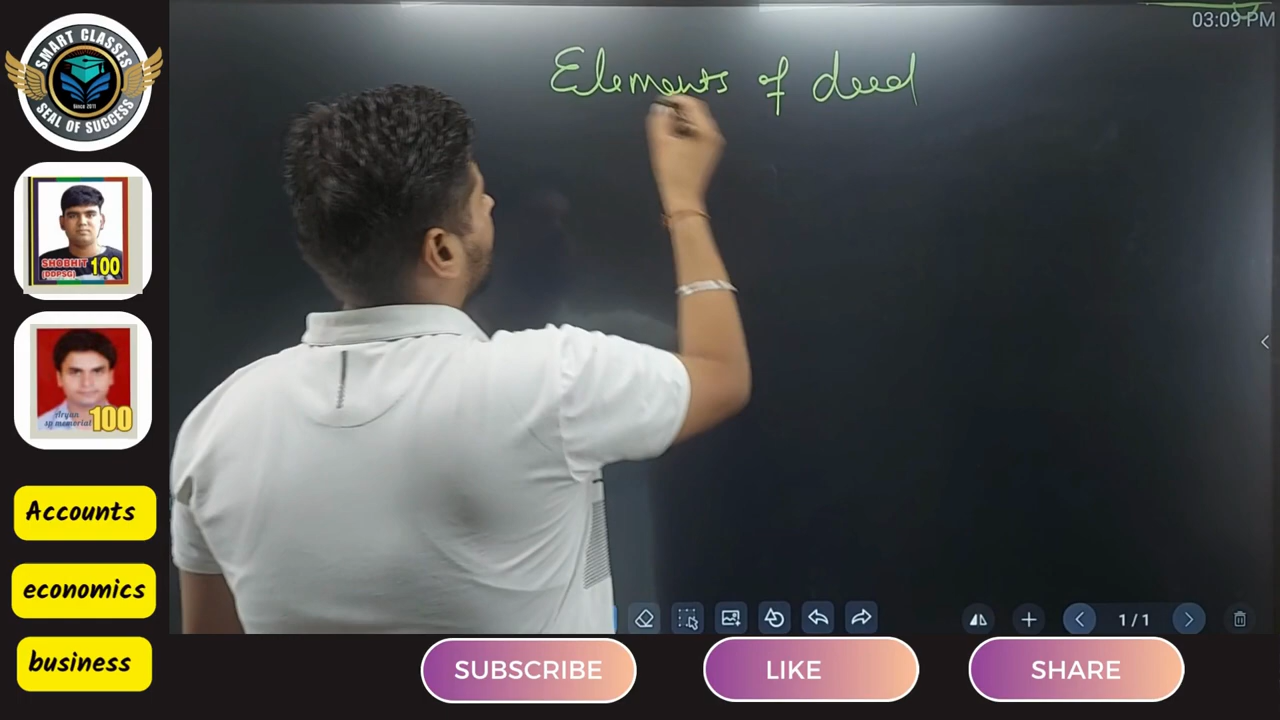 03:09 PM
Elements of deed
SMART CLASSES
Since 2011
SEAL OF SUCCESS
SHOBHIT 100
(DDPSG)
Aryan
sp memorial 100
Accounts
economics
business
1/1
SUBSCRIBE
LIKE
SHARE